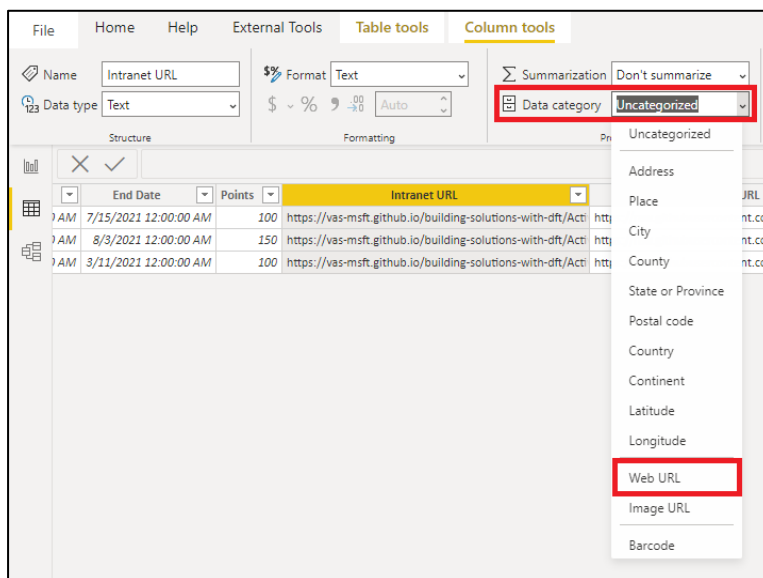 File Home Help External Tools Table tools Column tools
Name Intranet URL $% Format Text Σ Summarization Don't summarize
123 Data type Text $ % 9 .00 Auto Data category Uncategorized
Structure Formatting Pr
Uncategorized
End Date Points Intranet URL URL
AM 7/15/2021 12:00:00 AM 100 https://vas-msft.github.io/building-solutions-with-dft/Acti
AM 8/3/2021 12:00:00 AM 150 https://vas-msft.github.io/building-solutions-with-dft/Acti
AM 3/11/2021 12:00:00 AM 100 https://vas-msft.github.io/building-solutions-with-dft/Acti
Address
Place
City
County
State or Province
Postal code
Country
Continent
Latitude
Longitude
Web URL
Image URL
Barcode